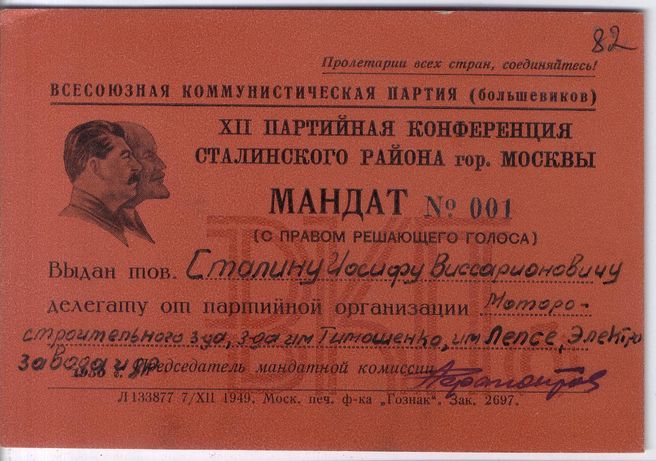 82
Пролетарии всех стран, соединяйтесь!
ВСЕСОЮЗНАЯ КОММУНИСТИЧЕСКАЯ ПАРТИЯ (большевиков)
XII ПАРТИЙНАЯ КОНФЕРЕНЦИЯ
СТАЛИНСКОГО РАЙОНА гор. МОСКВЫ
МАНДАТ № 001
(С ПРАВОМ РЕШАЮЩЕГО ГОЛОСА)
Выдан тов. Сталину Иосифу Виссарионовичу
делегату от партийной организации Моторо-
строительного з-да, з-да им Тимошенко, им Лепсе, Электро
завода и др.
Председатель мандатной комиссии
Л 133877 7/XII 1949. Моск. печ. ф-ка „Гознак". Зак. 2697.